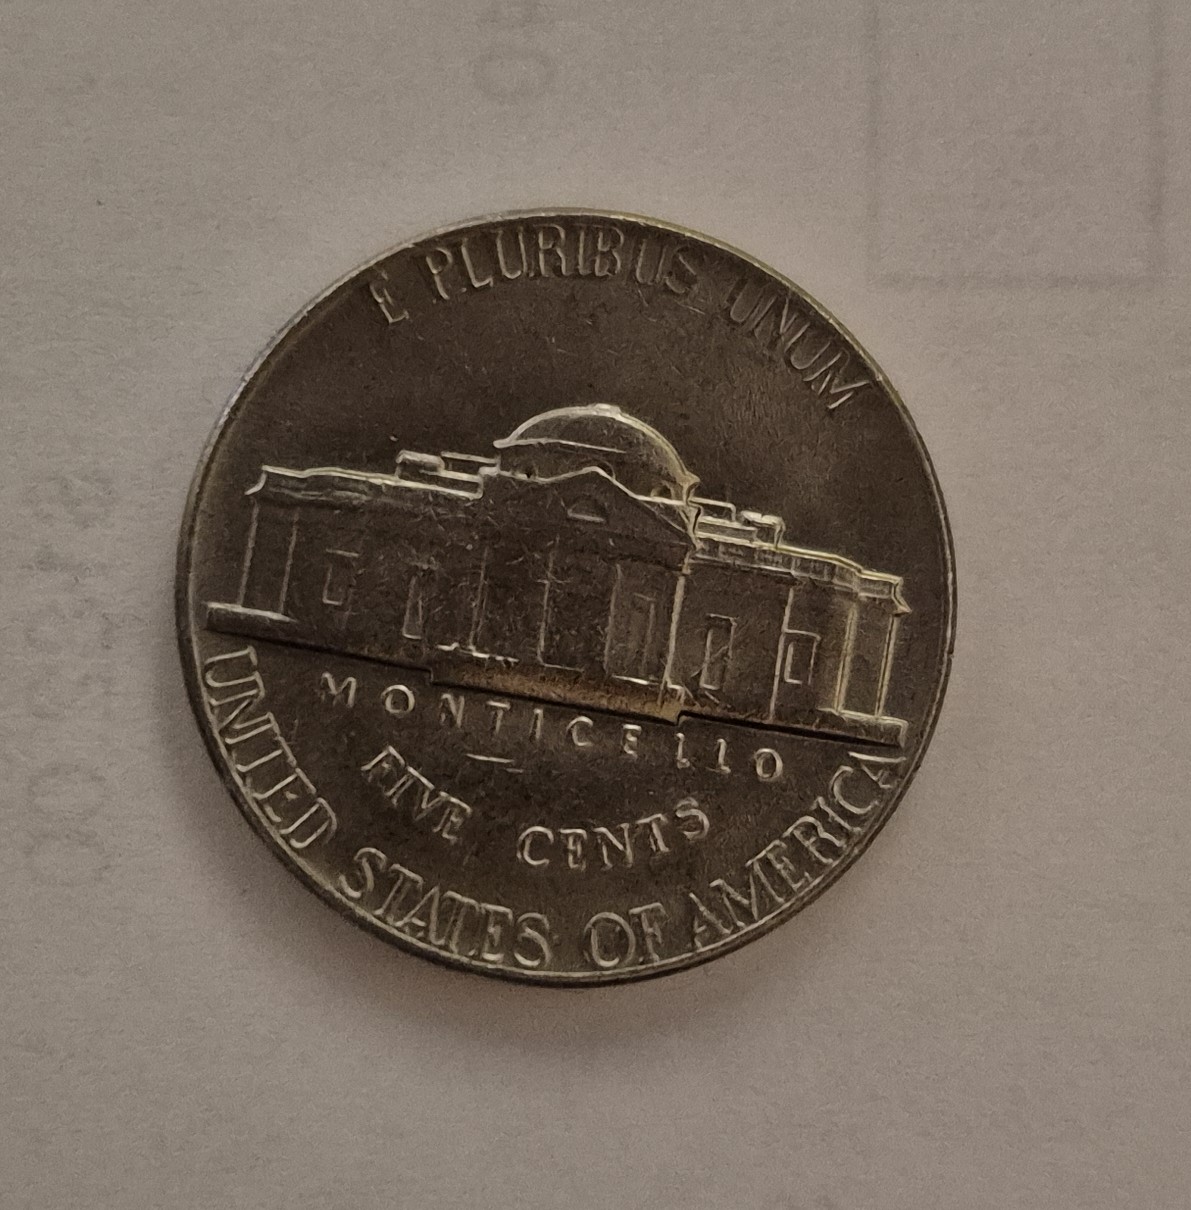 E PLURIBUS UNUM
MONTICELLO
FIVE CENTS
UNITED STATES OF AMERICA